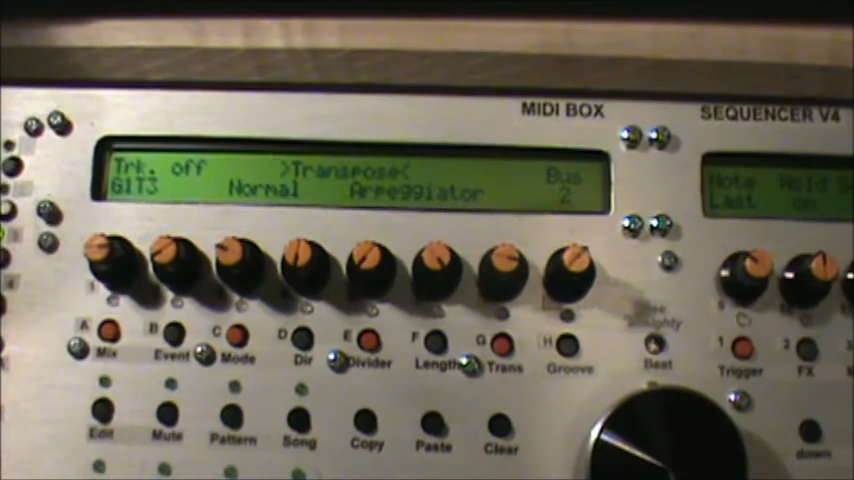 MIDI BOX
SEQUENCER V4
Trk. off >Transpose< Bus
G1T3 Normal Arpeggiator 2
Note Hold
Last on
A B C D E F G H 1 2
Mix Event Mode Dir Divider Length Trans Groove Beat Trigger FX
Edit Mute Pattern Song Copy Paste Clear down